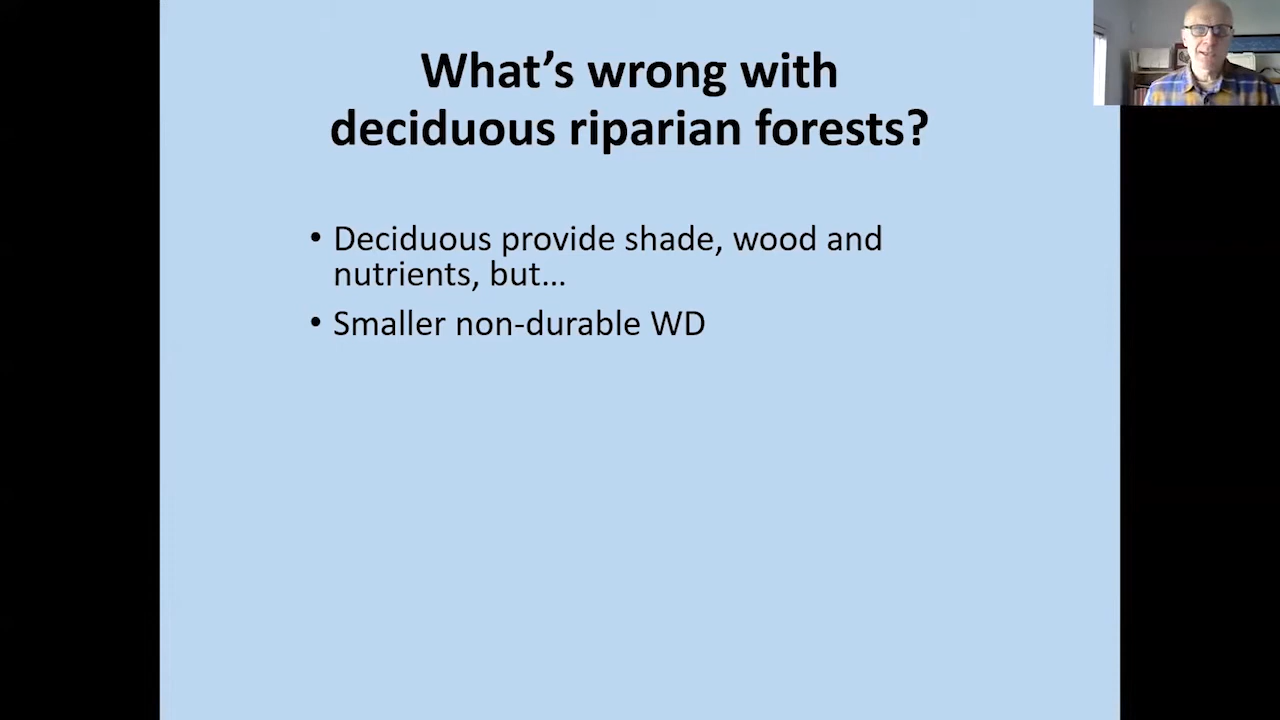 What’s wrong with
deciduous riparian forests?
• Deciduous provide shade, wood and
nutrients, but…
• Smaller non-durable WD